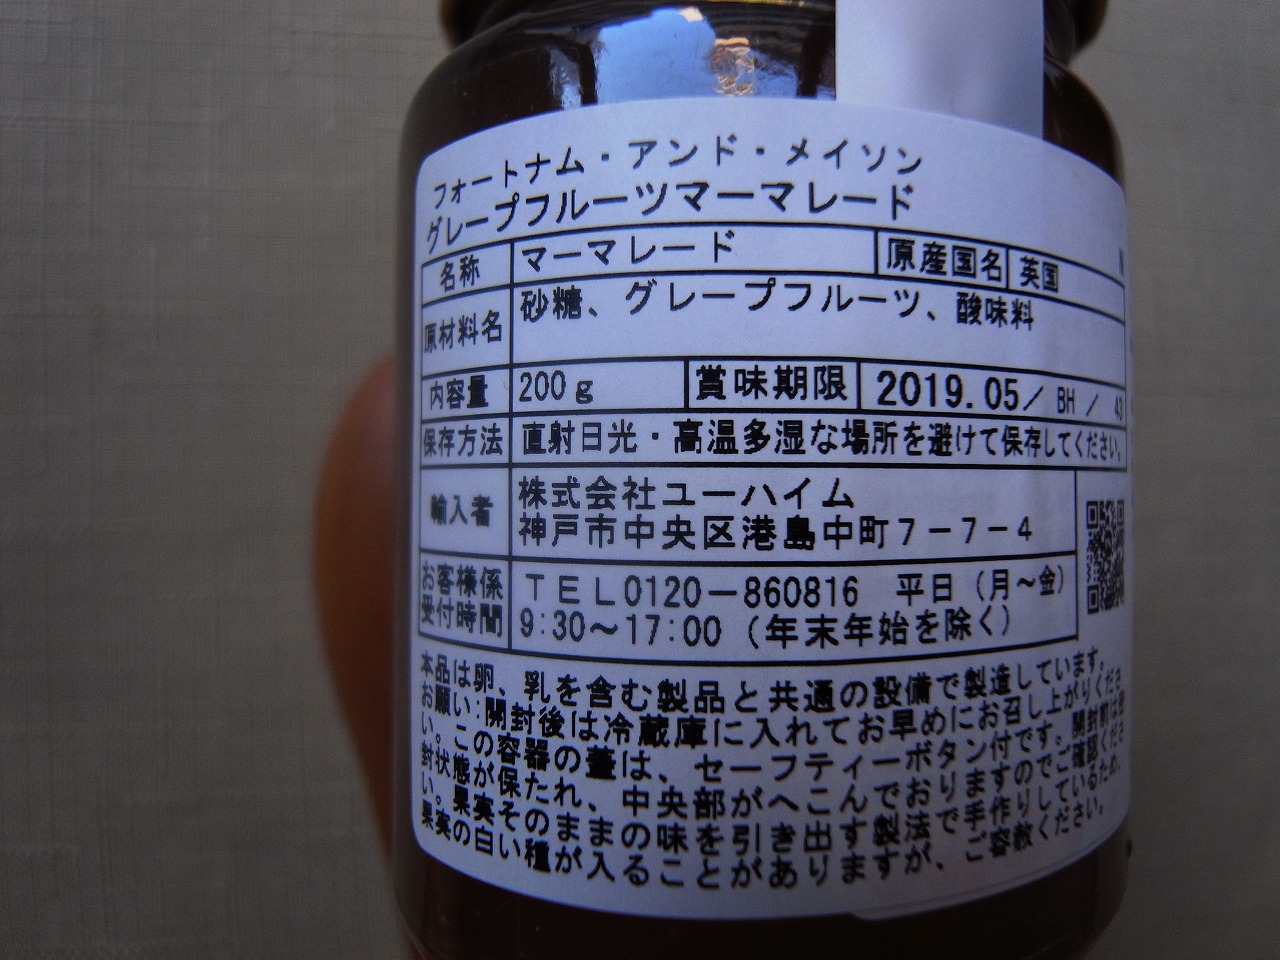 フォートナム・アンド・メイソン
グレープフルーツマーマレード
名称 マーマレード 原産国名 英国
原材料名 砂糖、グレープフルーツ、酸味料
内容量 200g 賞味期限 2019.05/ BH / 43
保存方法 直射日光・高温多湿な場所を避けて保存してください。
輸入者 株式会社ユーハイム
神戸市中央区港島中町7-7-4
お客様係 TEL0120-860816 平日(月～金)
受付時間 9:30～17:00 (年末年始を除く)
本品は卵、乳を含む製品と共通の設備で製造しています。
お願い:開封後は冷蔵庫に入れてお早めにお召し上がりくださ
い。この容器の蓋は、セーフティーボタン付です。開封前は密
封状態が保たれ、中央部がへこんでおりますのでご確認くださ
い。果実そのままの味を引き出す製法で手作りしているため、
果実の白い種が入ることがありますが、ご容赦ください。